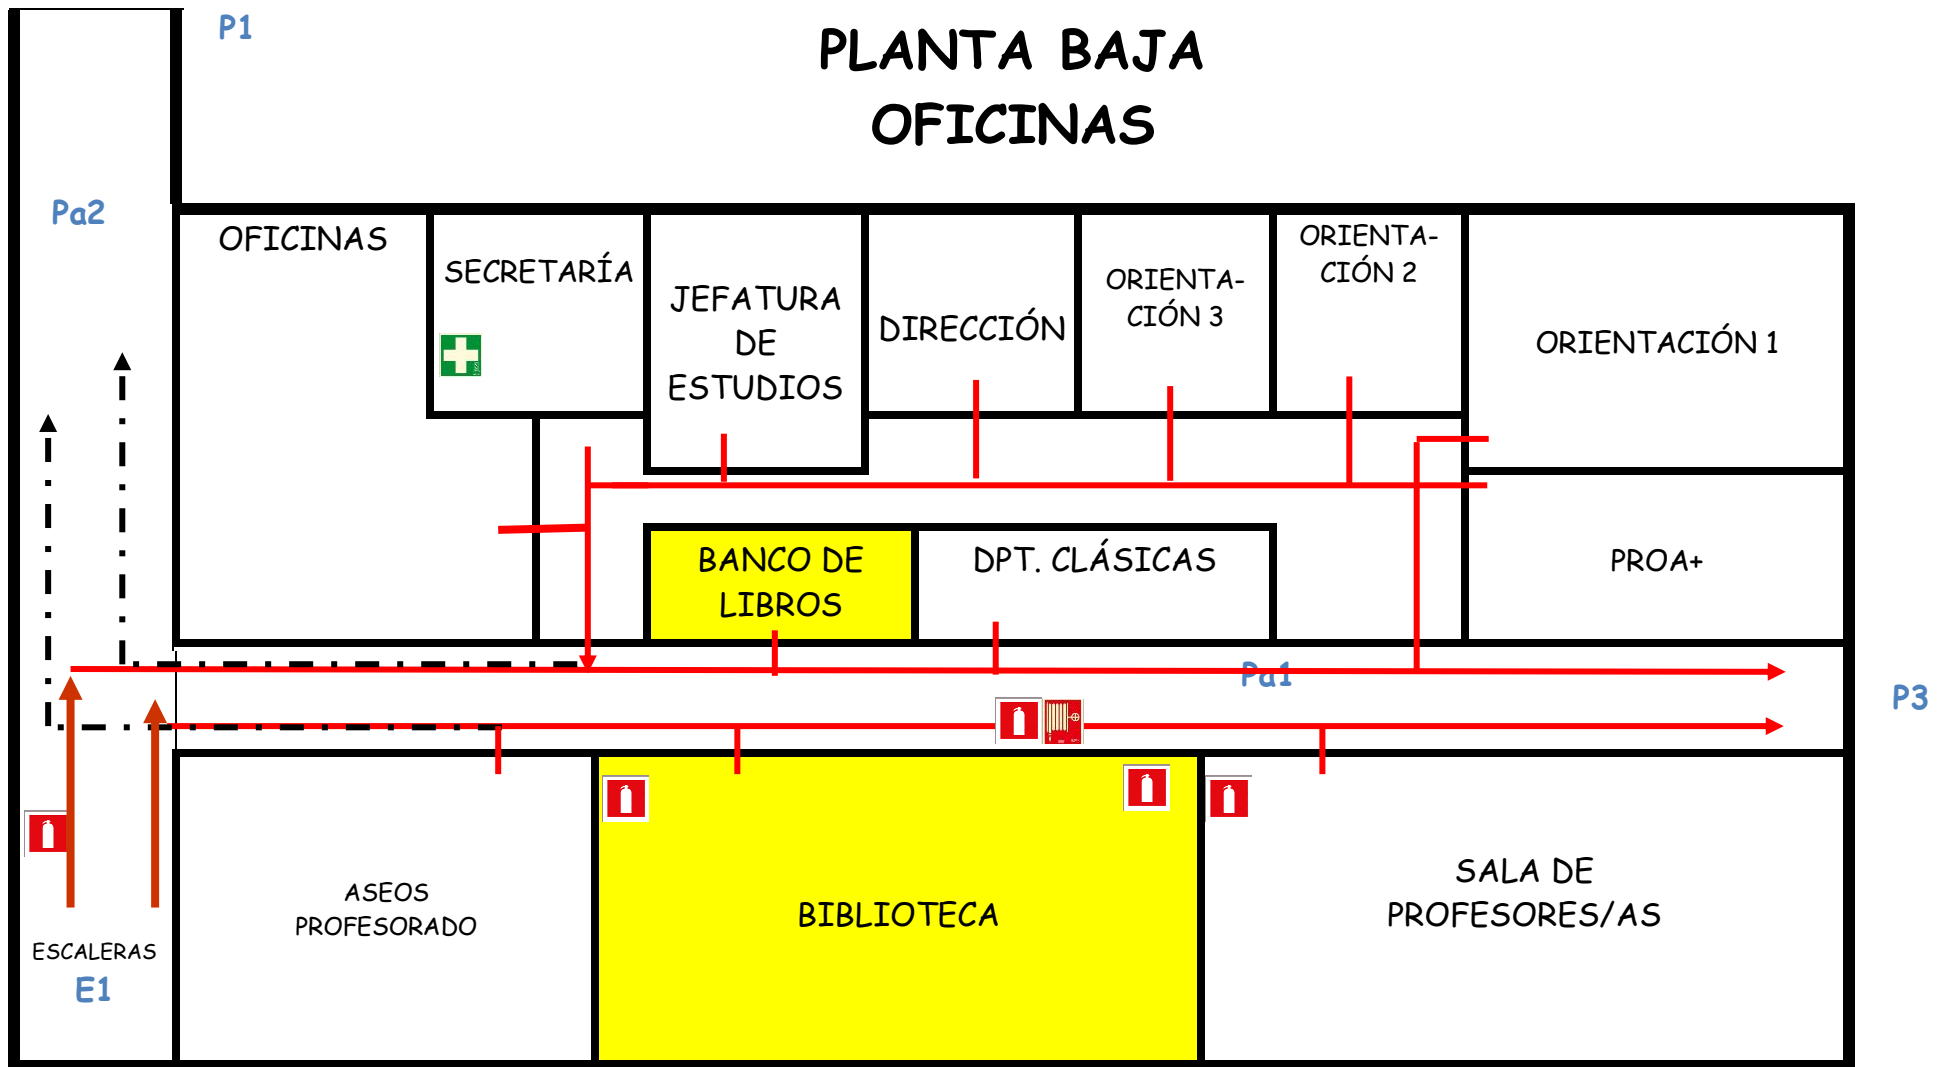 P1
PLANTA BAJA
OFICINAS
Pa2
OFICINAS
SECRETARÍA
JEFATURA
DE
ESTUDIOS
DIRECCIÓN
ORIENTA-
CIÓN 3
ORIENTA-
CIÓN 2
ORIENTACIÓN 1
BANCO DE
LIBROS
DPT. CLÁSICAS
PROA+
Pa1
P3
ASEOS
PROFESORADO
BIBLIOTECA
SALA DE
PROFESORES/AS
ESCALERAS
E1